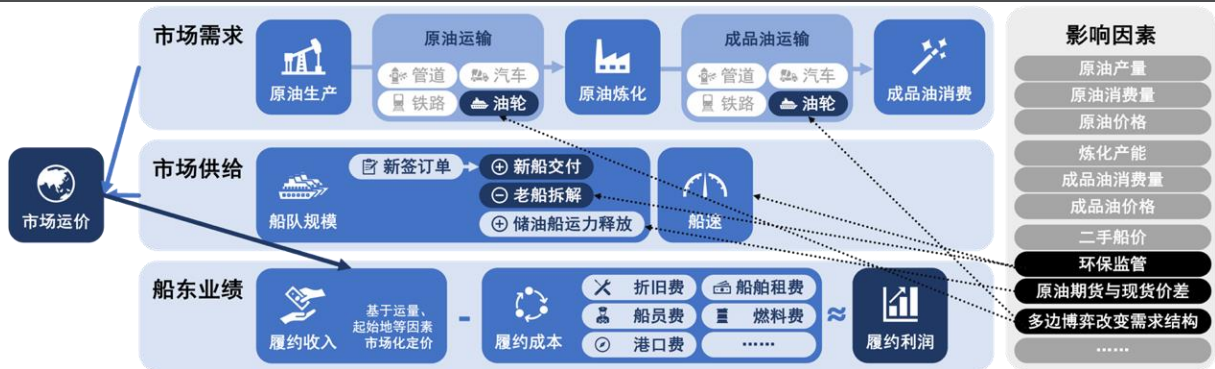 市场需求
原油生产
原油运输
管道
汽车
铁路
油轮
原油炼化
成品油运输
管道
汽车
铁路
油轮
成品油消费
市场运价
市场供给
船队规模
新签订单
新船交付
老船拆解
储油船运力释放
船速
船东业绩
履约收入
基于运量、
起始地等因素
市场化定价
-
履约成本
折旧费
船舶租费
船员费
燃料费
港口费
……
≈
履约利润
影响因素
原油产量
原油消费量
原油价格
炼化产能
成品油消费量
成品油价格
二手船价
环保监管
原油期货与现货价差
多边博弈改变需求结构
……